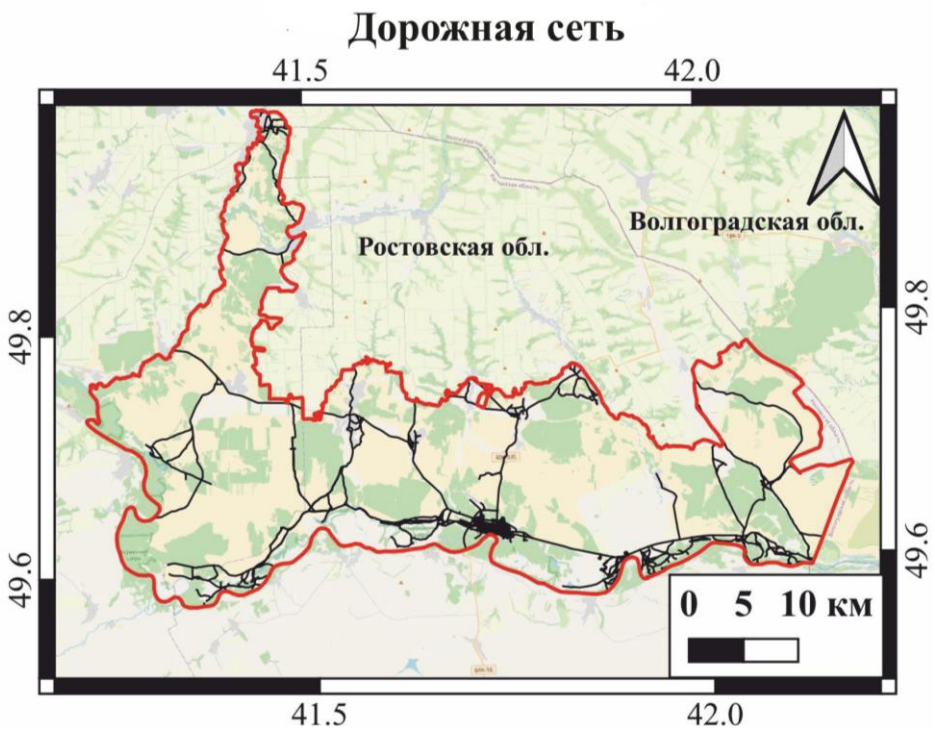 Дорожная сеть
41.5 42.0
Волгоградская обл.
Ростовская обл.
49.8 49.8
49.6 49.6
0 5 10 км
41.5 42.0